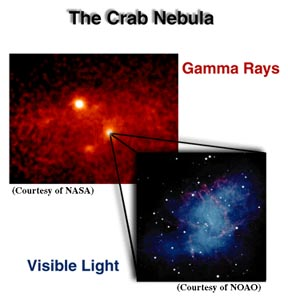 The Crab Nebula
Gamma Rays
(Courtesy of NASA)
Visible Light
(Courtesy of NOAO)